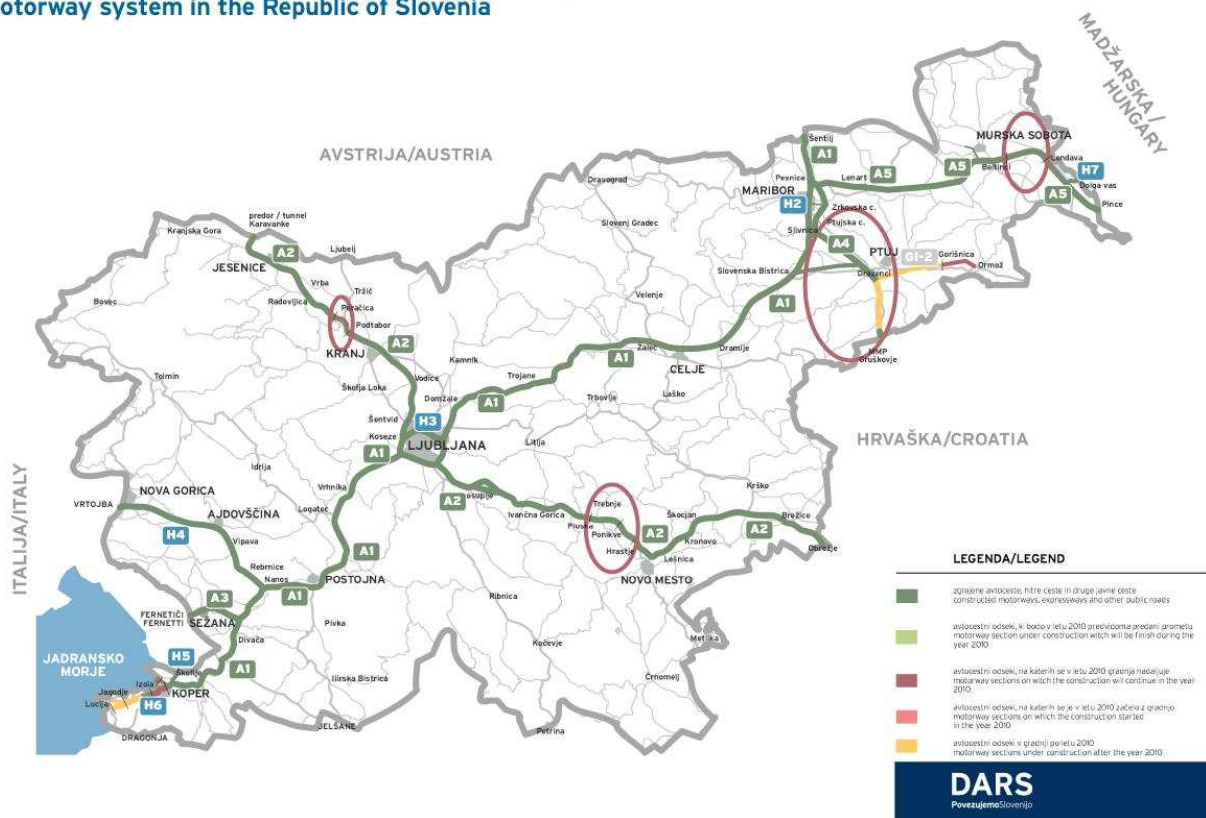 otorway system in the Republic of Slovenia
MADŽARSKA /
HUNGARY
AVSTRIJA/AUSTRIA
HRVAŠKA/CROATIA
ITALIJA/ITALY
JADRANSKO
MORJE
Šentilj
A1
Pesnica
Lenart
A5
A5
MURSKA SOBOTA
Beltinci
Lendava
H7
Dolga vas
A5
Pince
Dravograd
MARIBOR
H2
Zrkovska c.
Ptujska c.
Slivnica
A4
PTUJ
GI-2
Gorišnica
Ormož
Draženci
Slovenj Gradec
Slovenska Bistrica
A1
MMP
Gruškovje
predor / tunnel
Karavanke
Kranjska Gora
A2
Ljubelj
JESENICE
Vrba
Tržič
Radovljica
Peračica
Podtabor
Bovec
KRANJ
A2
Velenje
Žalec
A1
Dramlje
CELJE
Kamnik
Tolmin
Vodice
Trojane
Škofja Loka
Domžale
A1
Trbovlje
Laško
Šentvid
H3
Koseze
LJUBLJANA
A1
Litija
Idrija
Vrhnika
NOVA GORICA
VRTOJBA
AJDOVŠČINA
Logatec
A2
osuplje
Ivančna Gorica
Trebnje
Pluska
Ponikve
Hrastje
A2
Škocjan
Krško
Brežice
A2
Kronovo
Obrežje
Lešnica
NOVO MESTO
H4
Vipava
A1
Rebrnice
Nanos
A1
POSTOJNA
A3
FERNETIČI
FERNETTI
SEŽANA
Ribnica
Pivka
Divača
Kočevje
Metlika
H5
Škofije
A1
Izola
KOPER
Jagodje
Lucija
H6
DRAGONJA
Ilirska Bistrica
JELŠANE
Črnomelj
Petrina
LEGENDA/LEGEND
zgrajene avtoceste, hitre ceste in druge javne ceste
constructed motorways, expressways and other public roads
avtocestni odseki, ki bodo v letu 2010 predvidoma predani prometu
motorway section under construction witch will be finish during the
year 2010
avtocestni odseki, na katerih se v letu 2010 gradnja nadaljuje
motorway sections on witch the construction will continue in the year
2010
avtocestni odseki, na katerih se je v letu 2010 začelo z gradnjo
motorway sections on which the construction started
in the year 2010
avtocestni odseki v gradnji po letu 2010
motorway sections under construction after the year 2010
DARS
PovezujemoSlovenijo